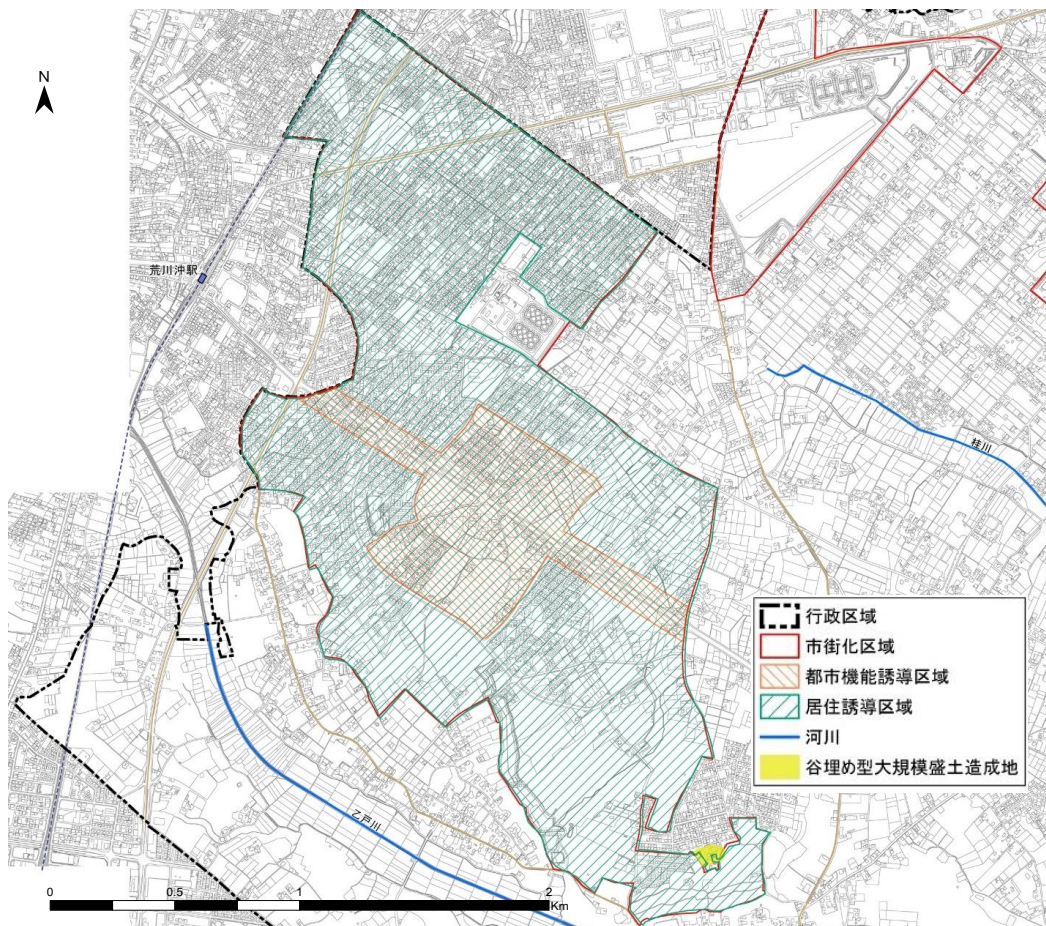 N
荒川沖駅
桂川
行政区域
市街化区域
都市機能誘導区域
居住誘導区域
河川
谷埋め型大規模盛土造成地
乙戸川
0 0.5 1 2
Km